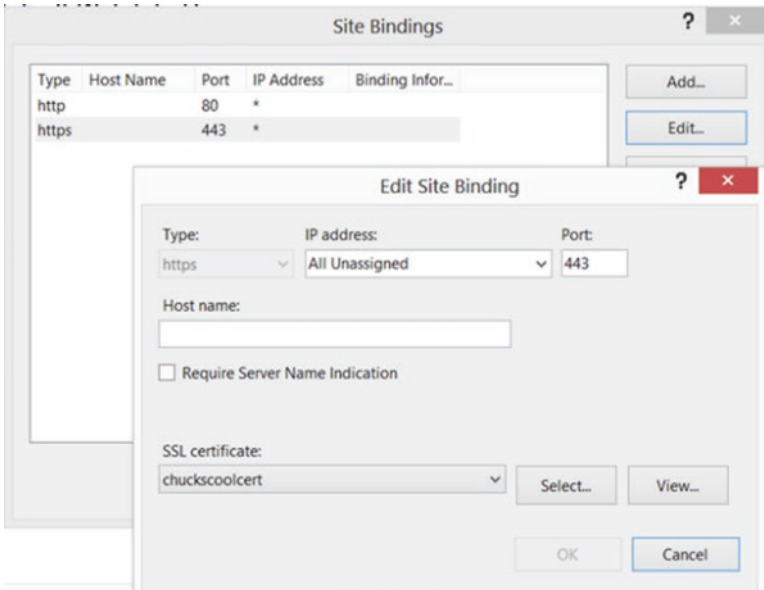 Site Bindings
?
Type Host Name Port IP Address Binding Infor...
http 80 *
https 443 *
Add...
Edit...
Edit Site Binding
?
Type: IP address: Port:
https All Unassigned 443
Host name:
Require Server Name Indication
SSL certificate:
chuckscoolcert Select... View...
OK Cancel